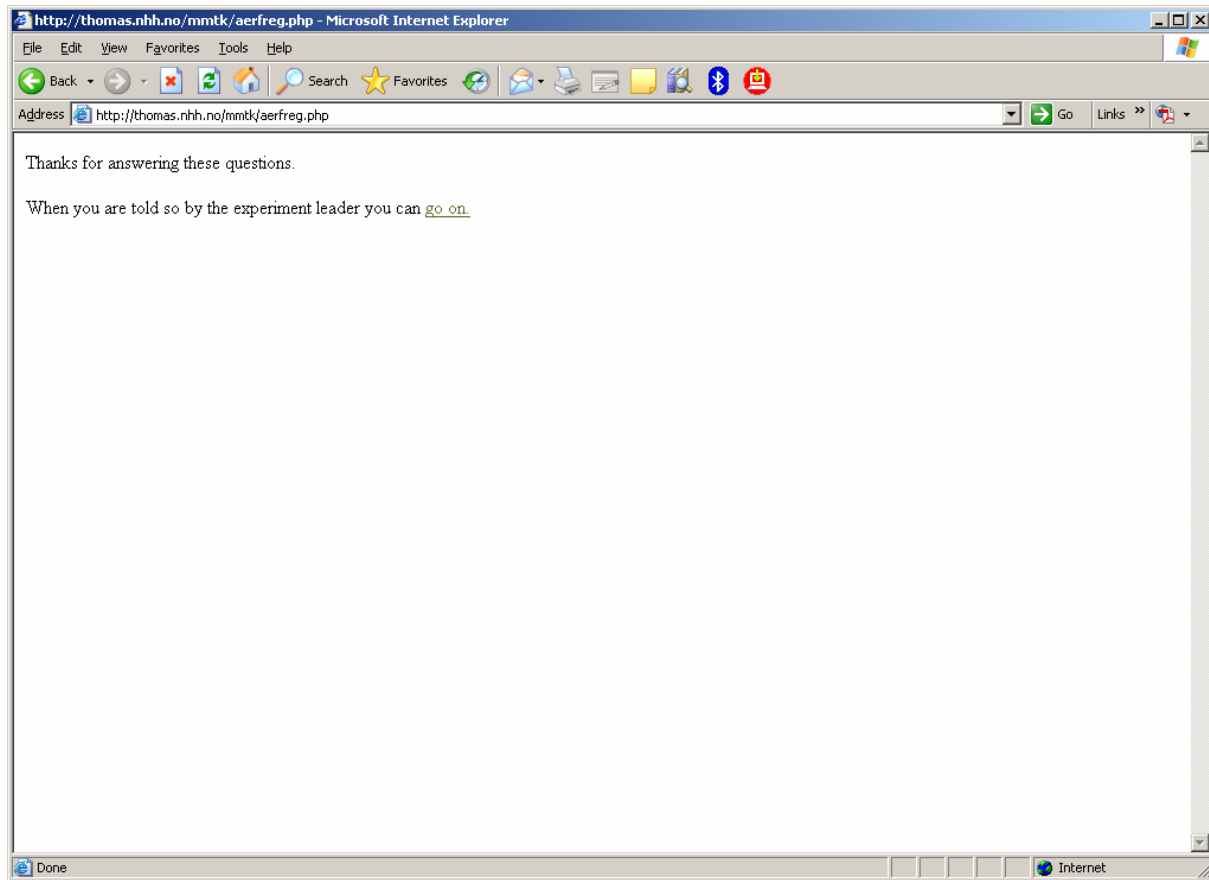 http://thomas.nhh.no/mmtk/aerfreg.php - Microsoft Internet Explorer
File Edit View Favorites Tools Help
Back Search Favorites
Address http://thomas.nhh.no/mmtk/aerfreg.php Go Links »
Thanks for answering these questions.
When you are told so by the experiment leader you can go on.
Done Internet